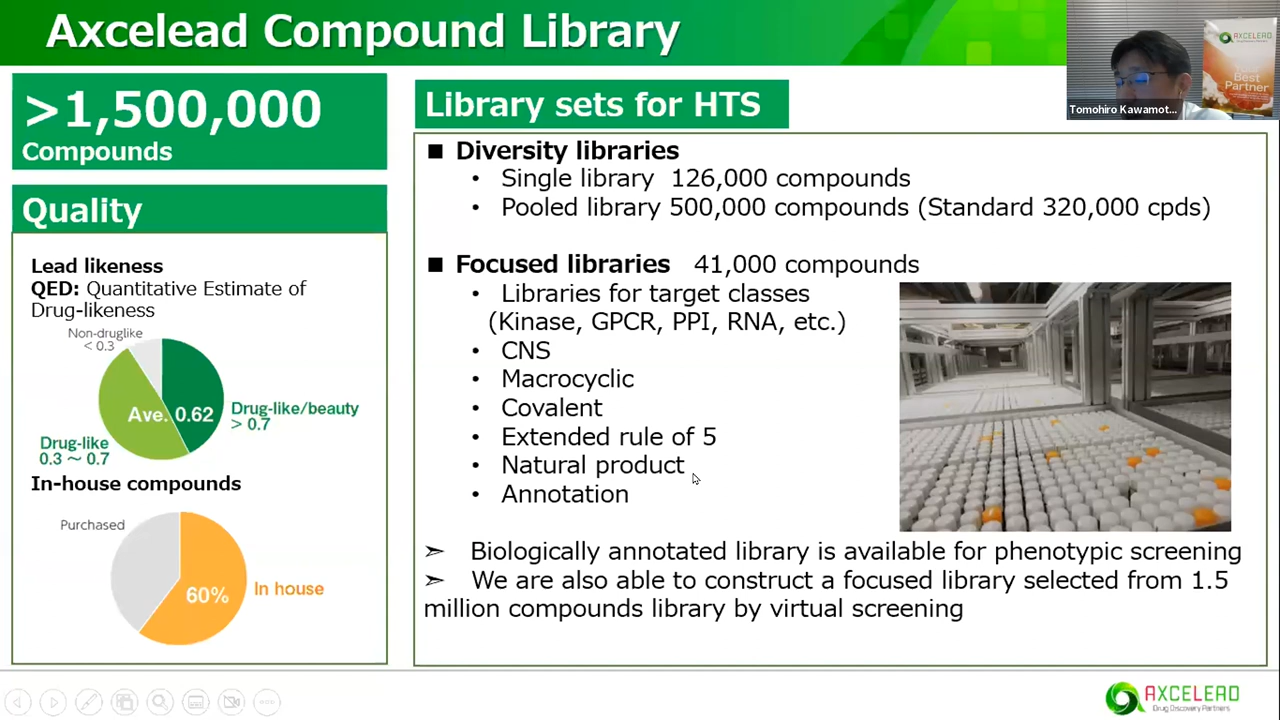 Axcelead Compound Library
>1,500,000
Compounds
Quality
Lead likeness
QED: Quantitative Estimate of
Drug-likeness
Non-druglike
< 0.3
Ave. 0.62
Drug-like/beauty
> 0.7
Drug-like
0.3 ～ 0.7
In-house compounds
Purchased
60%
In house
Library sets for HTS
■ Diversity libraries
• Single library 126,000 compounds
• Pooled library 500,000 compounds (Standard 320,000 cpds)
■ Focused libraries 41,000 compounds
• Libraries for target classes
(Kinase, GPCR, PPI, RNA, etc.)
• CNS
• Macrocyclic
• Covalent
• Extended rule of 5
• Natural product
• Annotation
➣ Biologically annotated library is available for phenotypic screening
➣ We are also able to construct a focused library selected from 1.5
million compounds library by virtual screening
AXCELEAD
Best
Partner
Tomohiro Kawamot...
AXCELEAD
Drug Discovery Partners